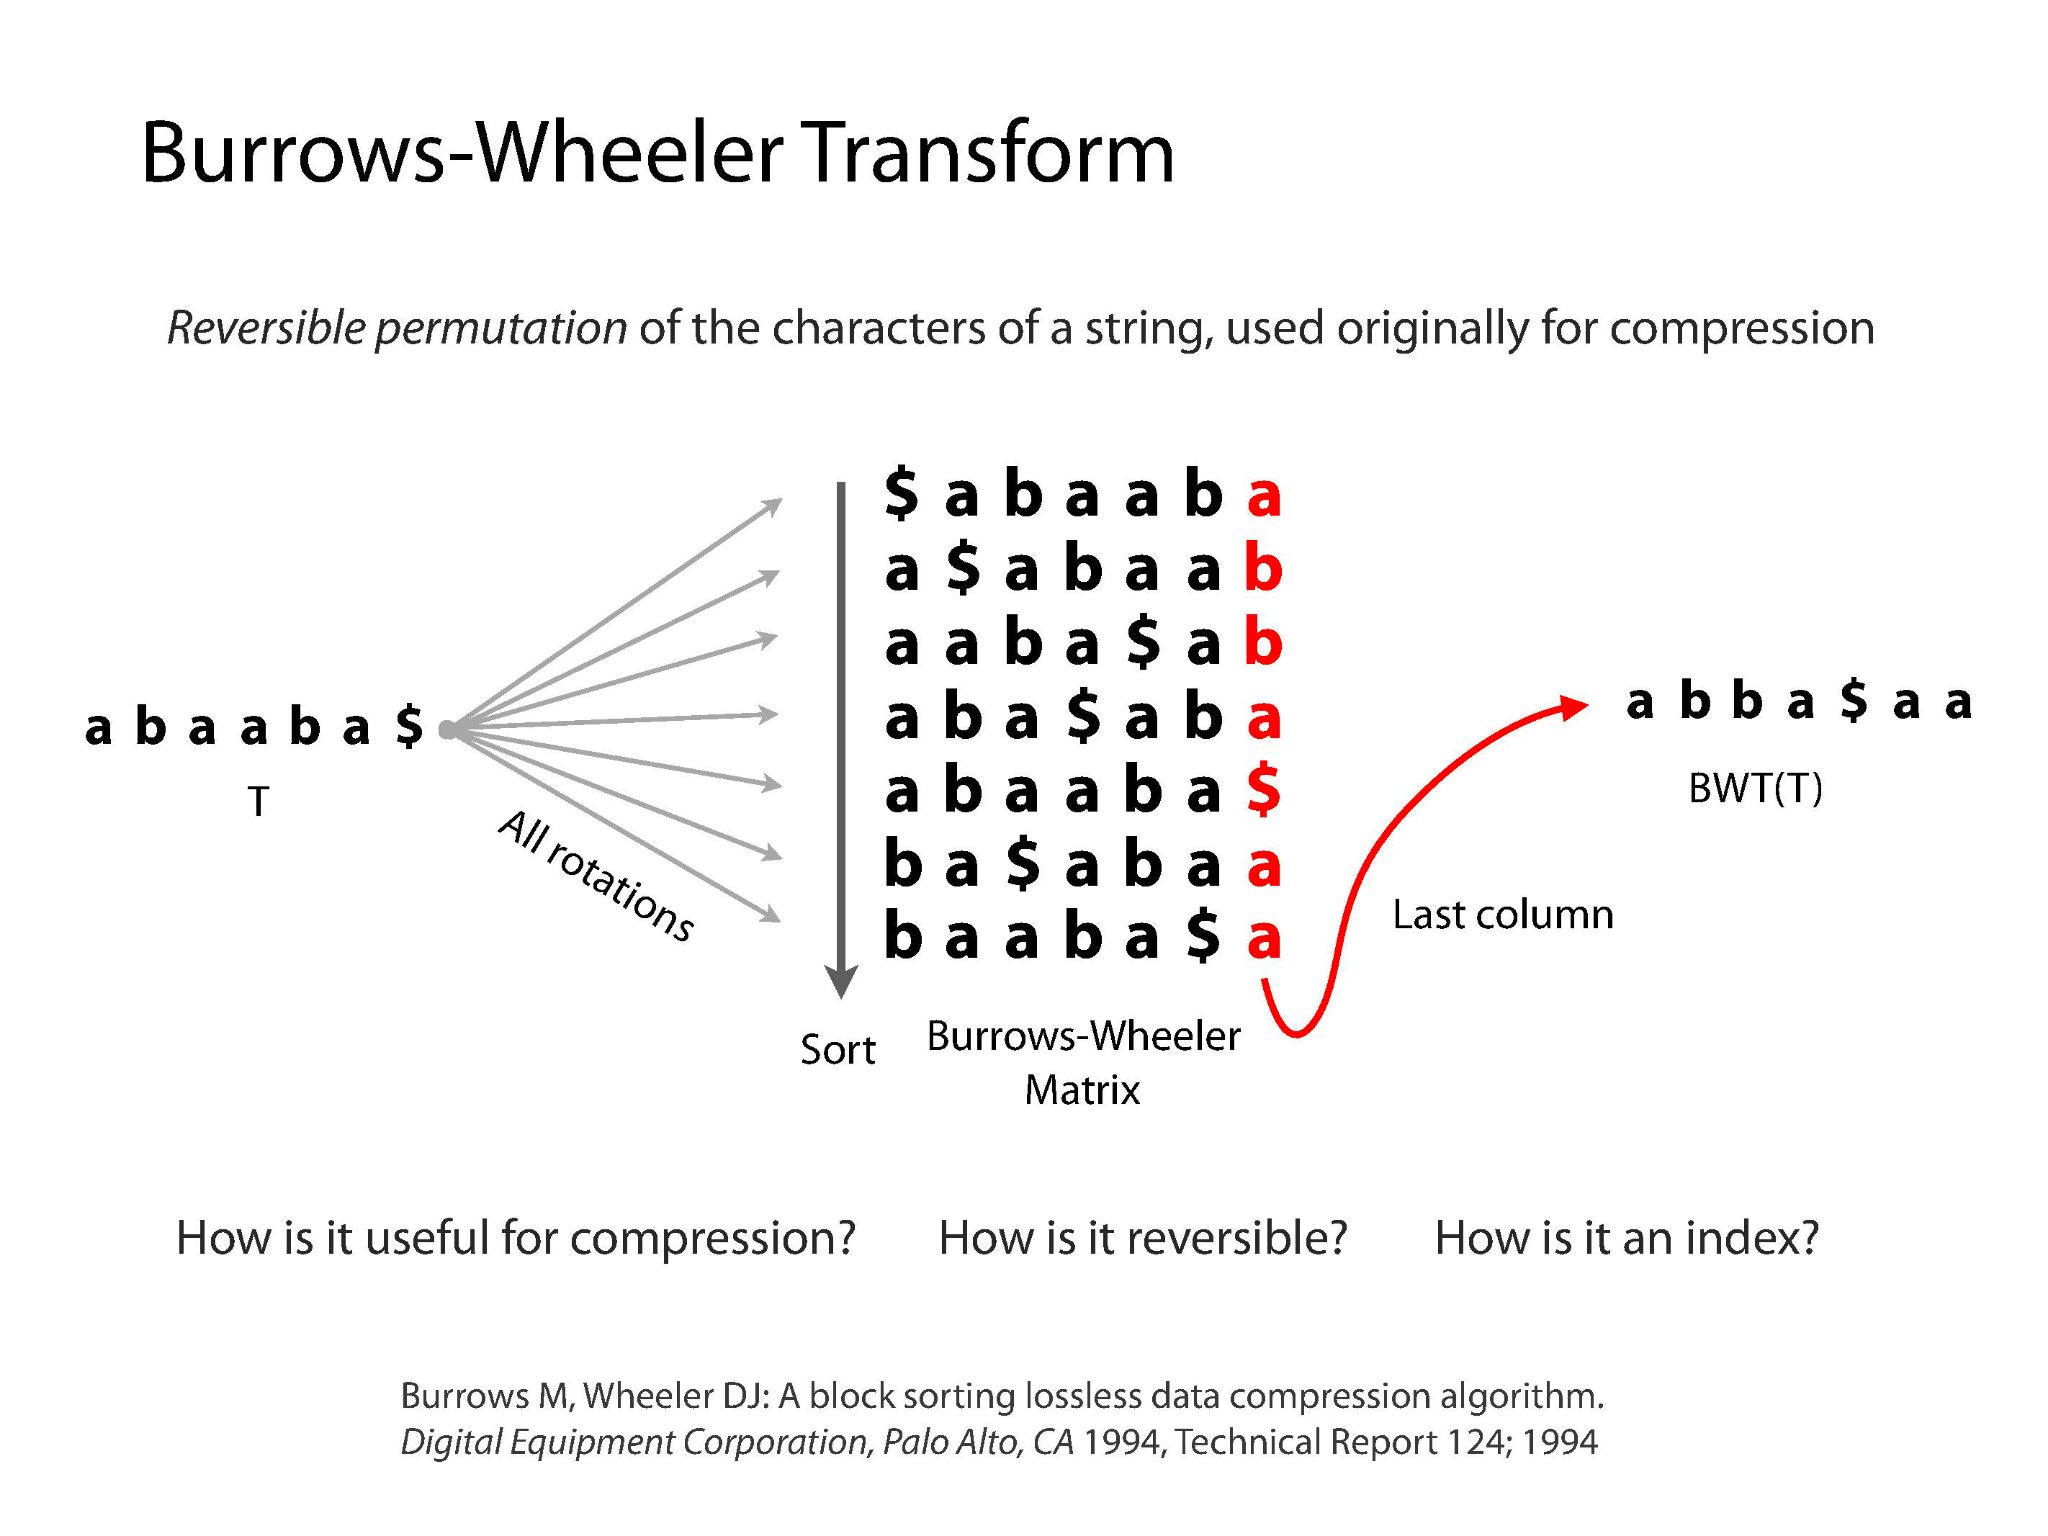 Burrows-Wheeler Transform
Reversible permutation of the characters of a string, used originally for compression
a b a a b a $
T
All rotations
Sort
$ a b a a b a
a $ a b a a b
a a b a $ a b
a b a $ a b a
a b a a b a $
b a $ a b a a
b a a b a $ a
Burrows-Wheeler
Matrix
Last column
a b b a $ a a
BWT(T)
How is it useful for compression?
How is it reversible?
How is it an index?
Burrows M, Wheeler DJ: A block sorting lossless data compression algorithm.
Digital Equipment Corporation, Palo Alto, CA 1994, Technical Report 124; 1994